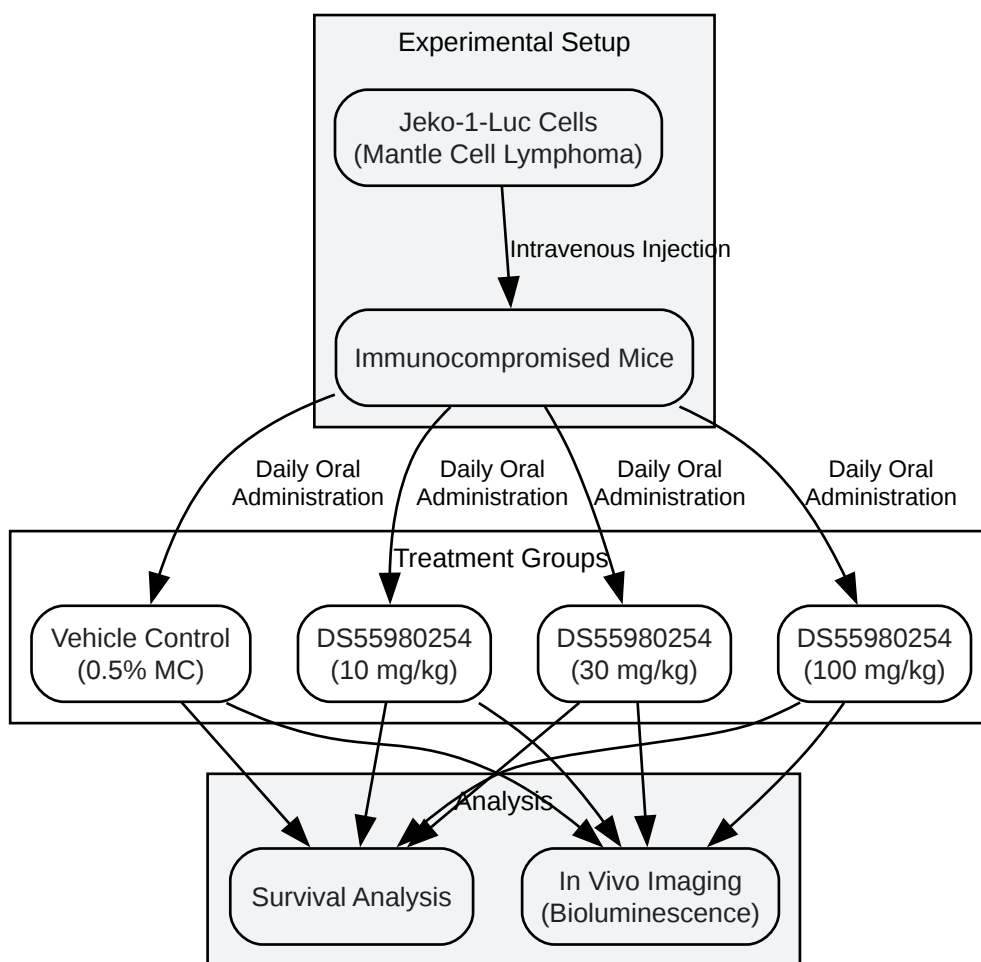 Experimental Setup
Jeko-1-Luc Cells
(Mantle Cell Lymphoma)
Intravenous Injection
Immunocompromised Mice
Daily Oral
Administration
Daily Oral
Administration
Daily Oral
Administration
Daily Oral
Administration
Treatment Groups
Vehicle Control
(0.5% MC)
DS55980254
(10 mg/kg)
DS55980254
(30 mg/kg)
DS55980254
(100 mg/kg)
Analysis
Survival Analysis
In Vivo Imaging
(Bioluminescence)